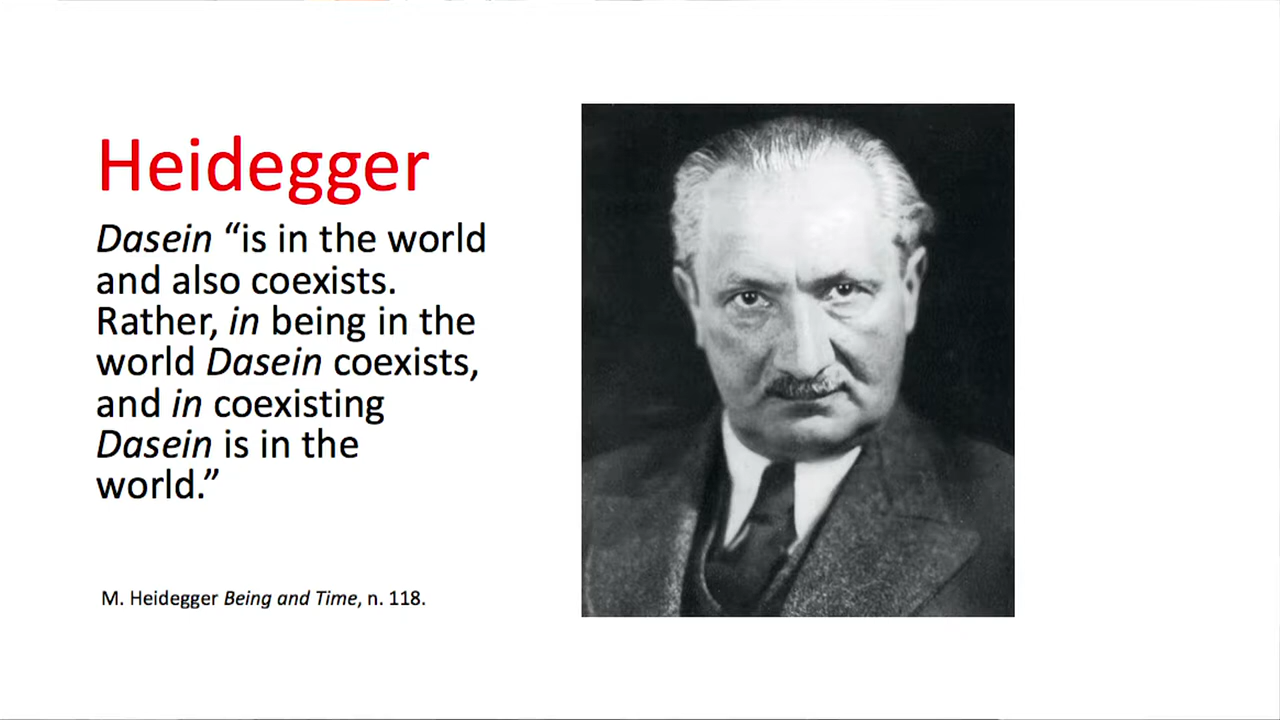 Heidegger
Dasein “is in the world
and also coexists.
Rather, in being in the
world Dasein coexists,
and in coexisting
Dasein is in the
world.”
M. Heidegger Being and Time, n. 118.